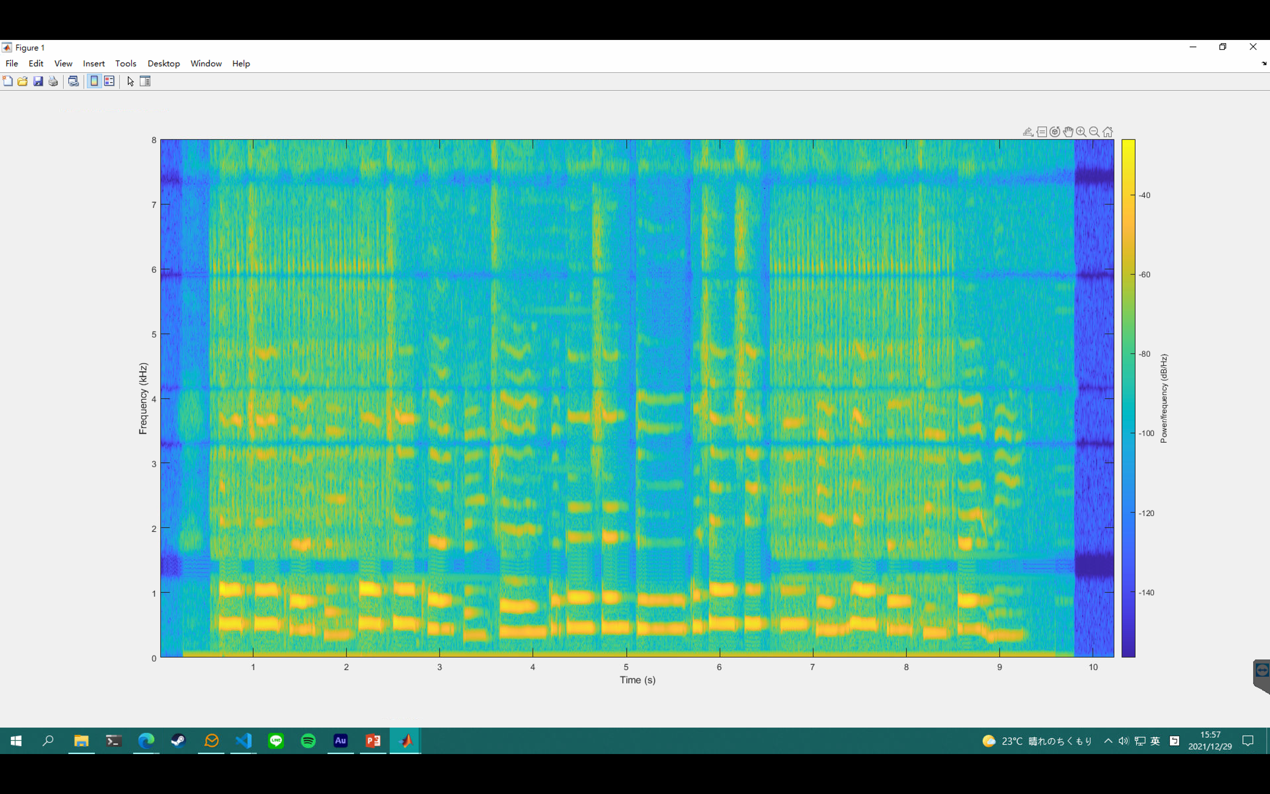 Figure 1
File Edit View Insert Tools Desktop Window Help
8
7
6
5
4
3
2
1
0
Frequency (kHz)
1 2 3 4 5 6 7 8 9 10
Time (s)
-40
-60
-80
-100
-120
-140
Power/frequency (dB/Hz)
LINE
Au
P
23°C 晴れのちくもり
英
15:57
2021/12/29